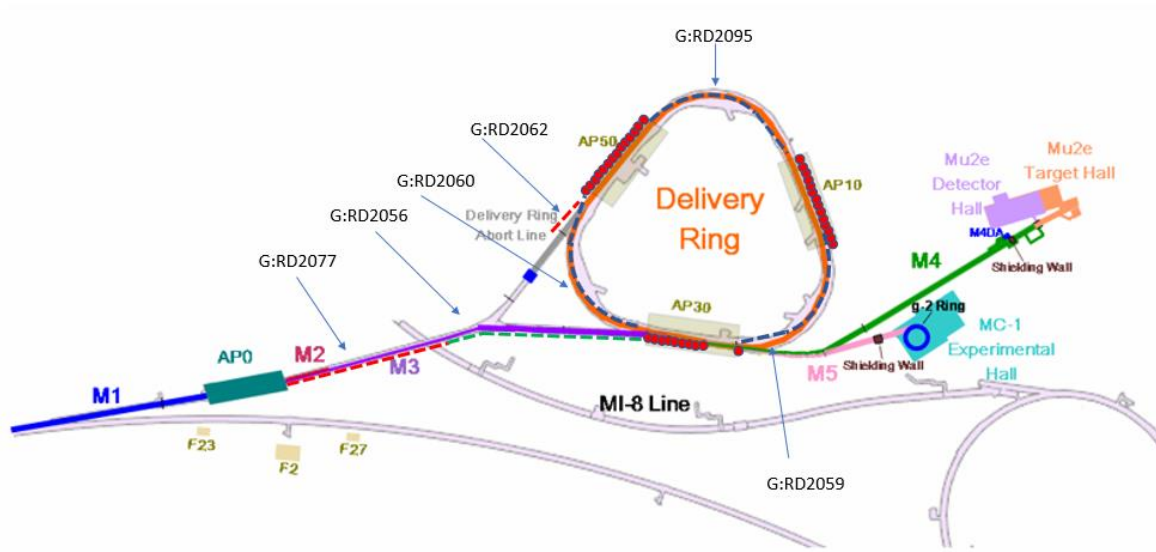 G:RD2095
G:RD2062
AP50
G:RD2060
G:RD2056
Delivery Ring
Abort Line
G:RD2077
Delivery
Ring
AP10
Mu2e
Target Hall
Mu2e
Detector
Hall
M4DA
Shielding Wall
M4
AP30
g-2 Ring
MC-1
Experimental
Hall
Shielding Wall
M5
AP0
M2
M3
M1
MI-8 Line
F23
F2
F27
G:RD2059